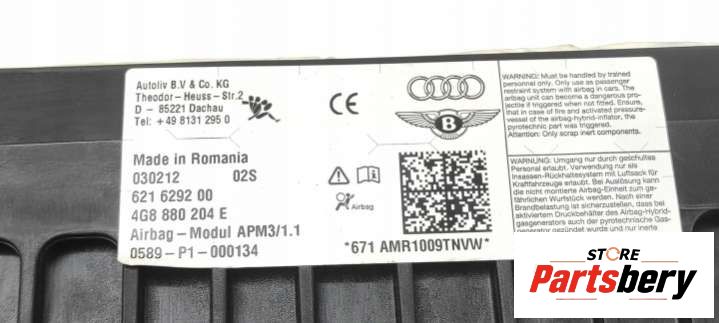 Autoliv B.V & Co. KG
Theodor-Heuss-Str.2
D - 85221 Dachau
Tel: +49 8131 295 0
CE
B
WARNING: Must be handled by trained
personnel only. Only use as passenger
restraint system with airbag in cars. The
airbag unit can become a dangerous pro-
jectile if triggered when not fitted. Ensure,
in case of fire and activated pressure-
vessel of the airbag-hybrid-inflator, the
pyrotechnic part was triggered.
Attention: Only scrap inert components.
Made in Romania
030212 02S
621 6292 00
4G8 880 204 E
Airbag-Modul APM3/1.1
0589-P1-000134
*671 AMR1009TNVW*
WARNUNG: Umgang nur durch geschultes
Personal erlaubt. Verwendung nur als
Insassen-Rückhaltesystem mit Luftsack für
Kraftfahrzeuge erlaubt. Bei Auslösung kann
die nicht montierte Airbag-Einheit zum ge-
fährlichen Wurfstück werden. Nach einer
Brandbelastung ist sicherzustellen, daß bei
aktiviertem Druckbehälter des Airbag-Hybrid-
gasgenerators auch der pyrotechnische Gas-
generator
STORE
Partsbery